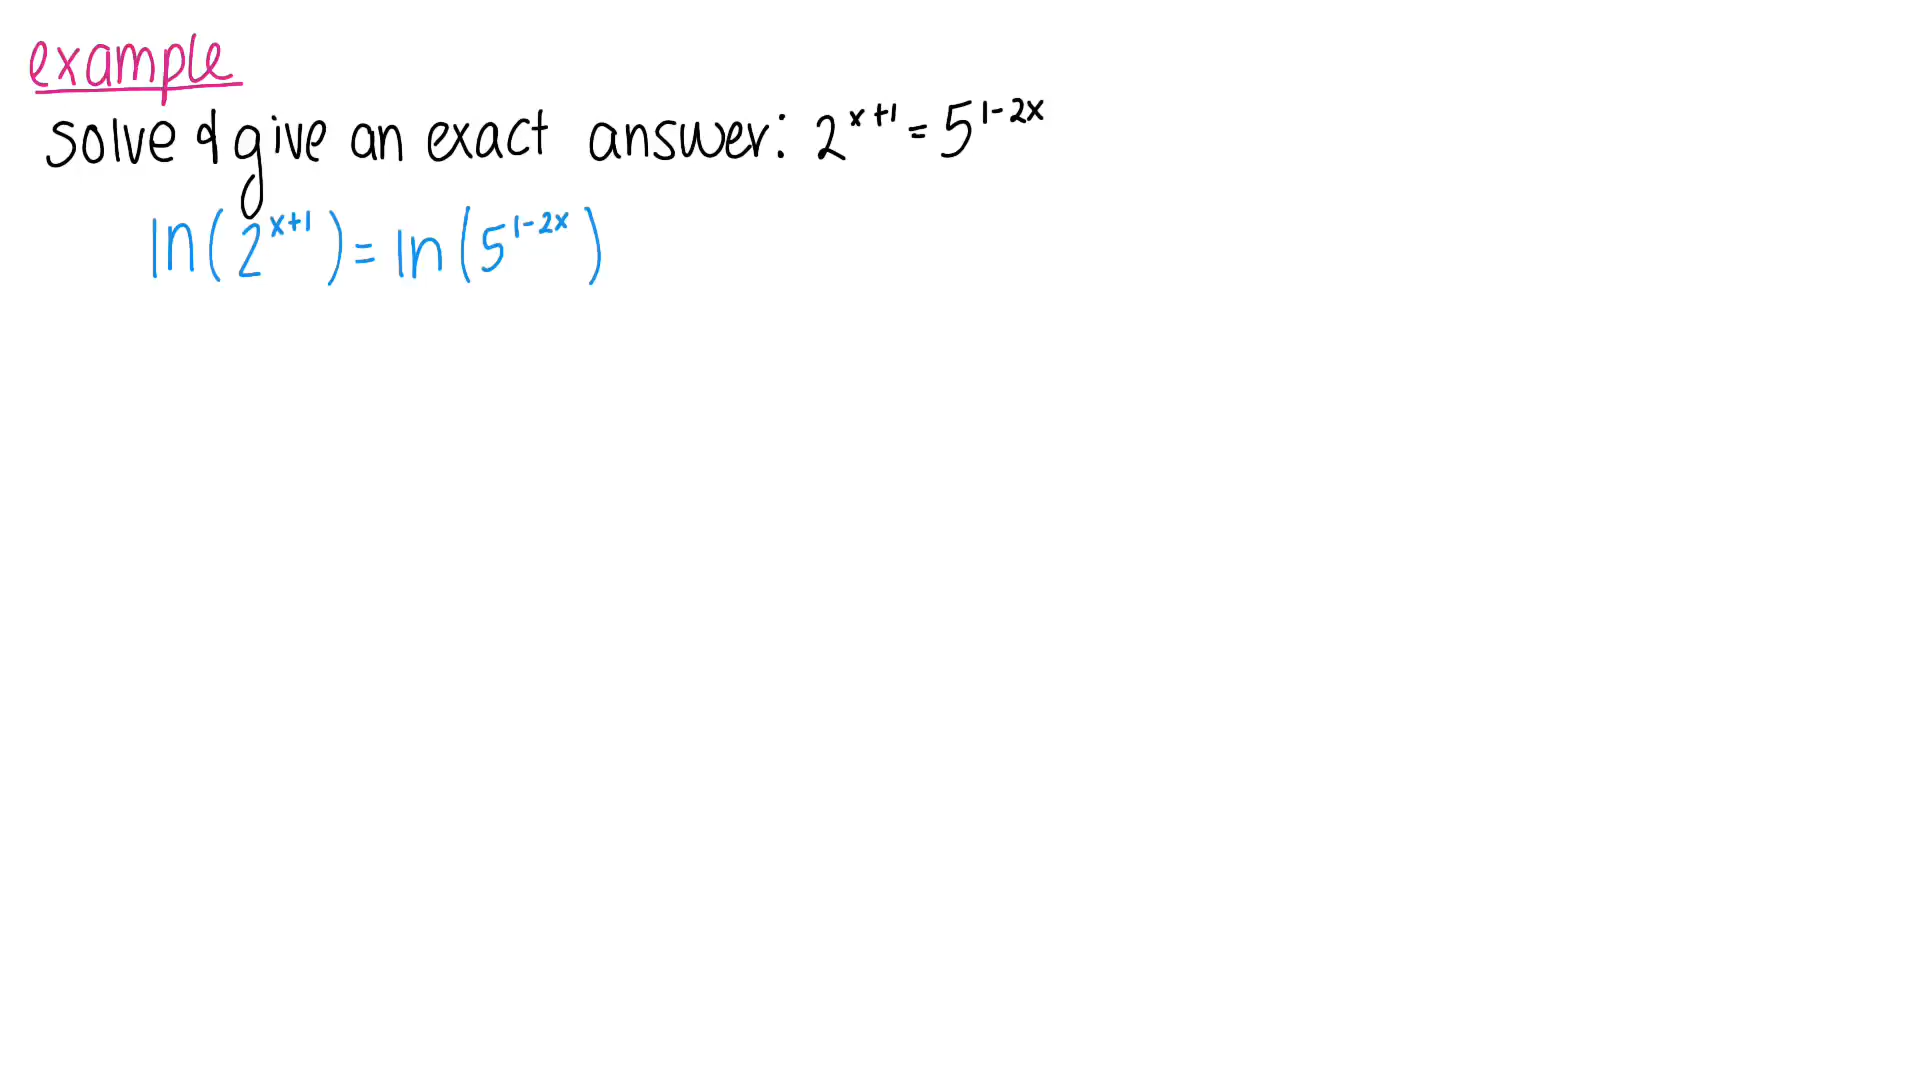 example
solve & give an exact answer: 2^{x+1} = 5^{1-2x}
ln(2^{x+1}) = ln(5^{1-2x})